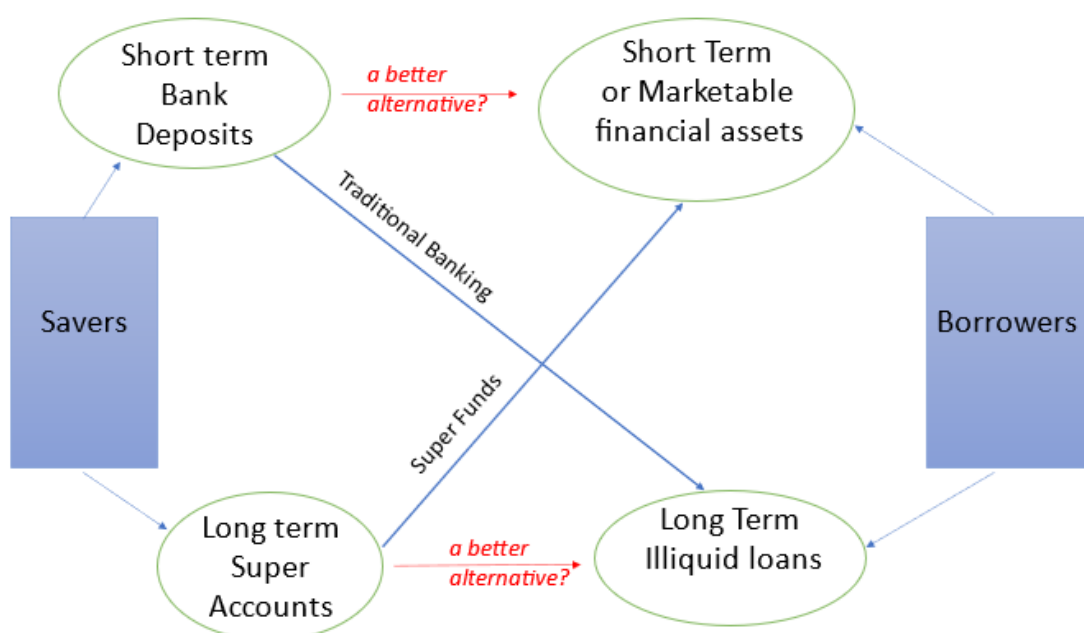 Short term
Bank
Deposits
a better
alternative?
Short Term
or Marketable
financial assets
Traditional Banking
Savers
Borrowers
Super Funds
Long term
Super
Accounts
a better
alternative?
Long Term
Illiquid loans